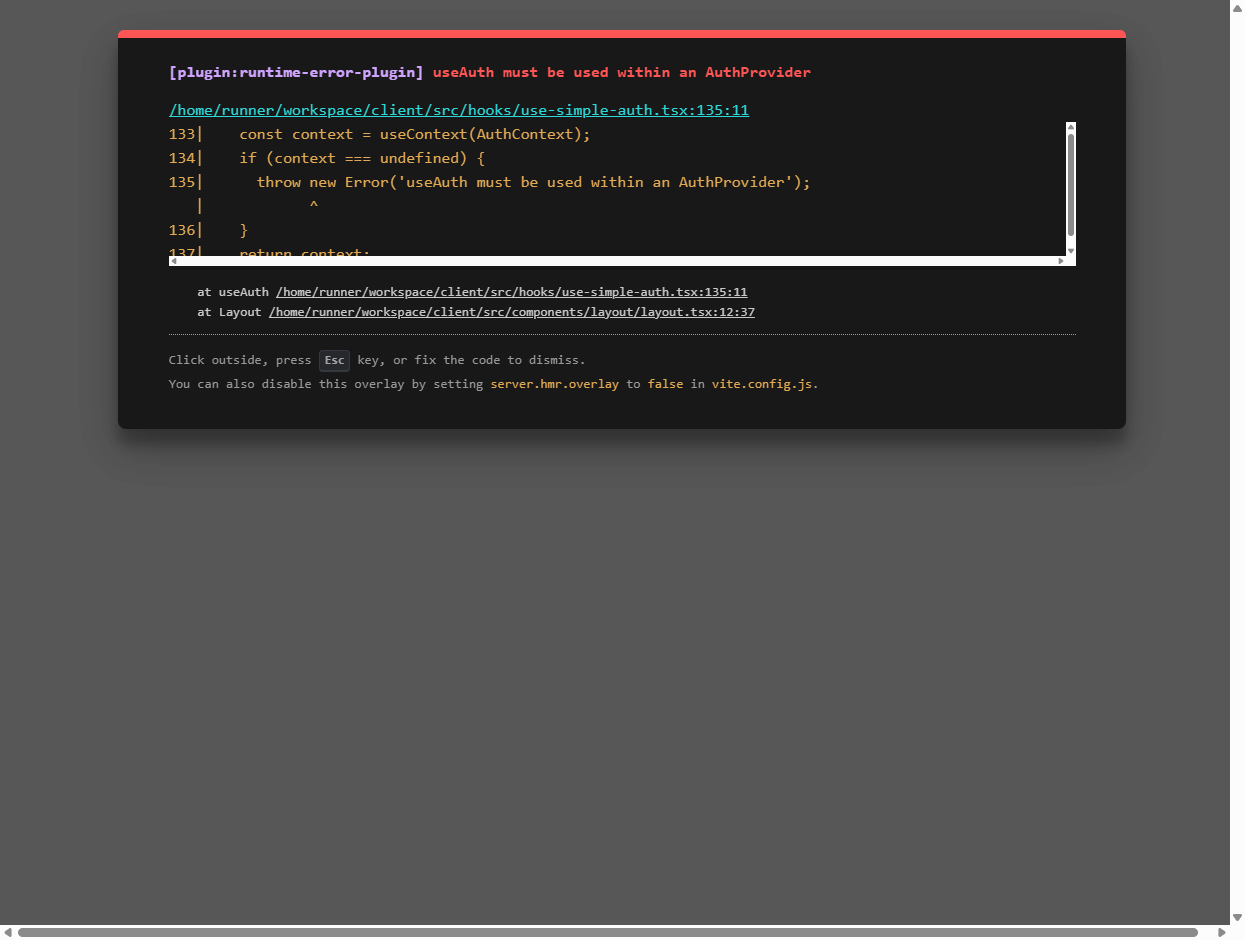 [plugin:runtime-error-plugin] useAuth must be used within an AuthProvider
/home/runner/workspace/client/src/hooks/use-simple-auth.tsx:135:11
133|    const context = useContext(AuthContext);
134|    if (context === undefined) {
135|      throw new Error('useAuth must be used within an AuthProvider');
   |            ^
136|    }
137|    return context;
at useAuth /home/runner/workspace/client/src/hooks/use-simple-auth.tsx:135:11
at Layout /home/runner/workspace/client/src/components/layout/layout.tsx:12:37
Click outside, press Esc key, or fix the code to dismiss.
You can also disable this overlay by setting server.hmr.overlay to false in vite.config.js.